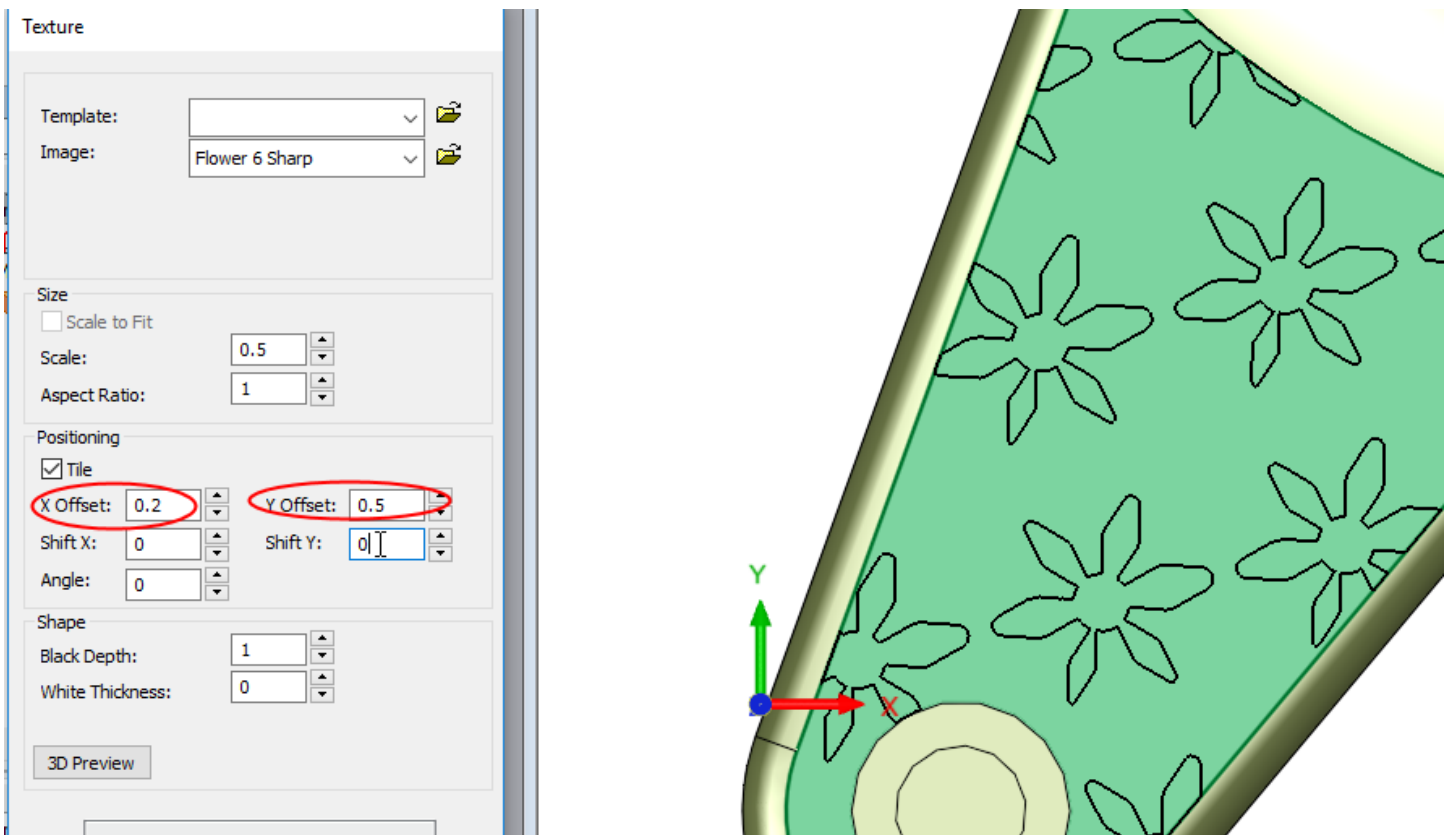 Texture
Template:
Image: Flower 6 Sharp
Size
Scale to Fit
Scale: 0.5
Aspect Ratio: 1
Positioning
Tile
X Offset: 0.2 Y Offset: 0.5
Shift X: 0 Shift Y: 0
Angle: 0
Shape
Black Depth: 1
White Thickness: 0
3D Preview
Y
X